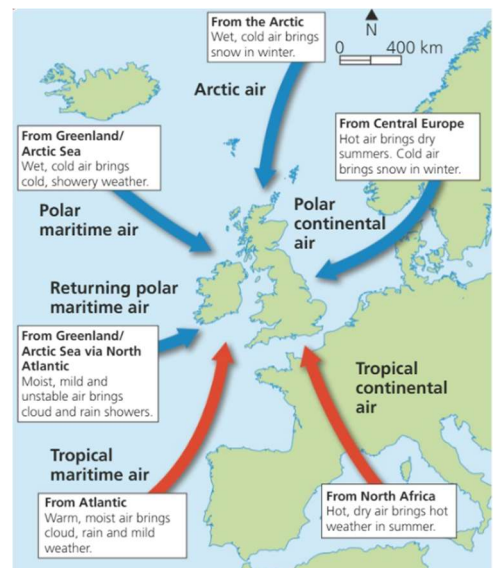 From the Arctic
Wet, cold air brings
snow in winter.
N
0 400 km
Arctic air
From Central Europe
Hot air brings dry
summers. Cold air
brings snow in winter.
From Greenland/
Arctic Sea
Wet, cold air brings
cold, showery weather.
Polar
maritime air
Polar
continental
air
Returning polar
maritime air
From Greenland/
Arctic Sea via North
Atlantic
Moist, mild and
unstable air brings
cloud and rain showers.
Tropical
continental
air
Tropical
maritime air
From Atlantic
Warm, moist air brings
cloud, rain and mild
weather.
From North Africa
Hot, dry air brings hot
weather in summer.